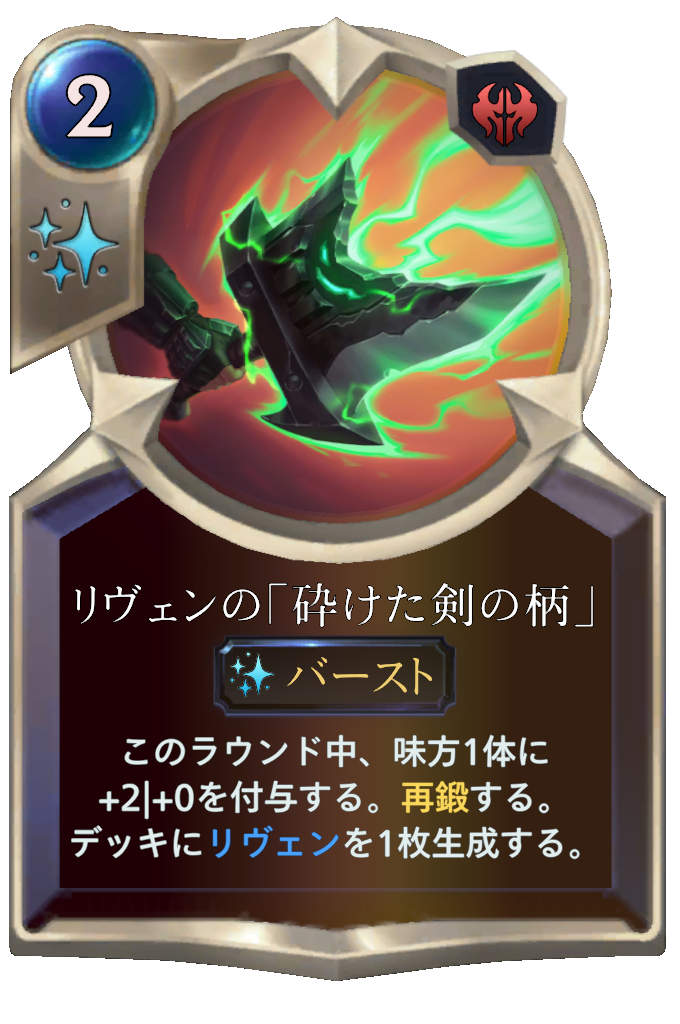 2
リヴェンの「砕けた剣の柄」
バースト
このラウンド中、味方1体に
+2|+0を付与する。再鍛する。
デッキにリヴェンを1枚生成する。